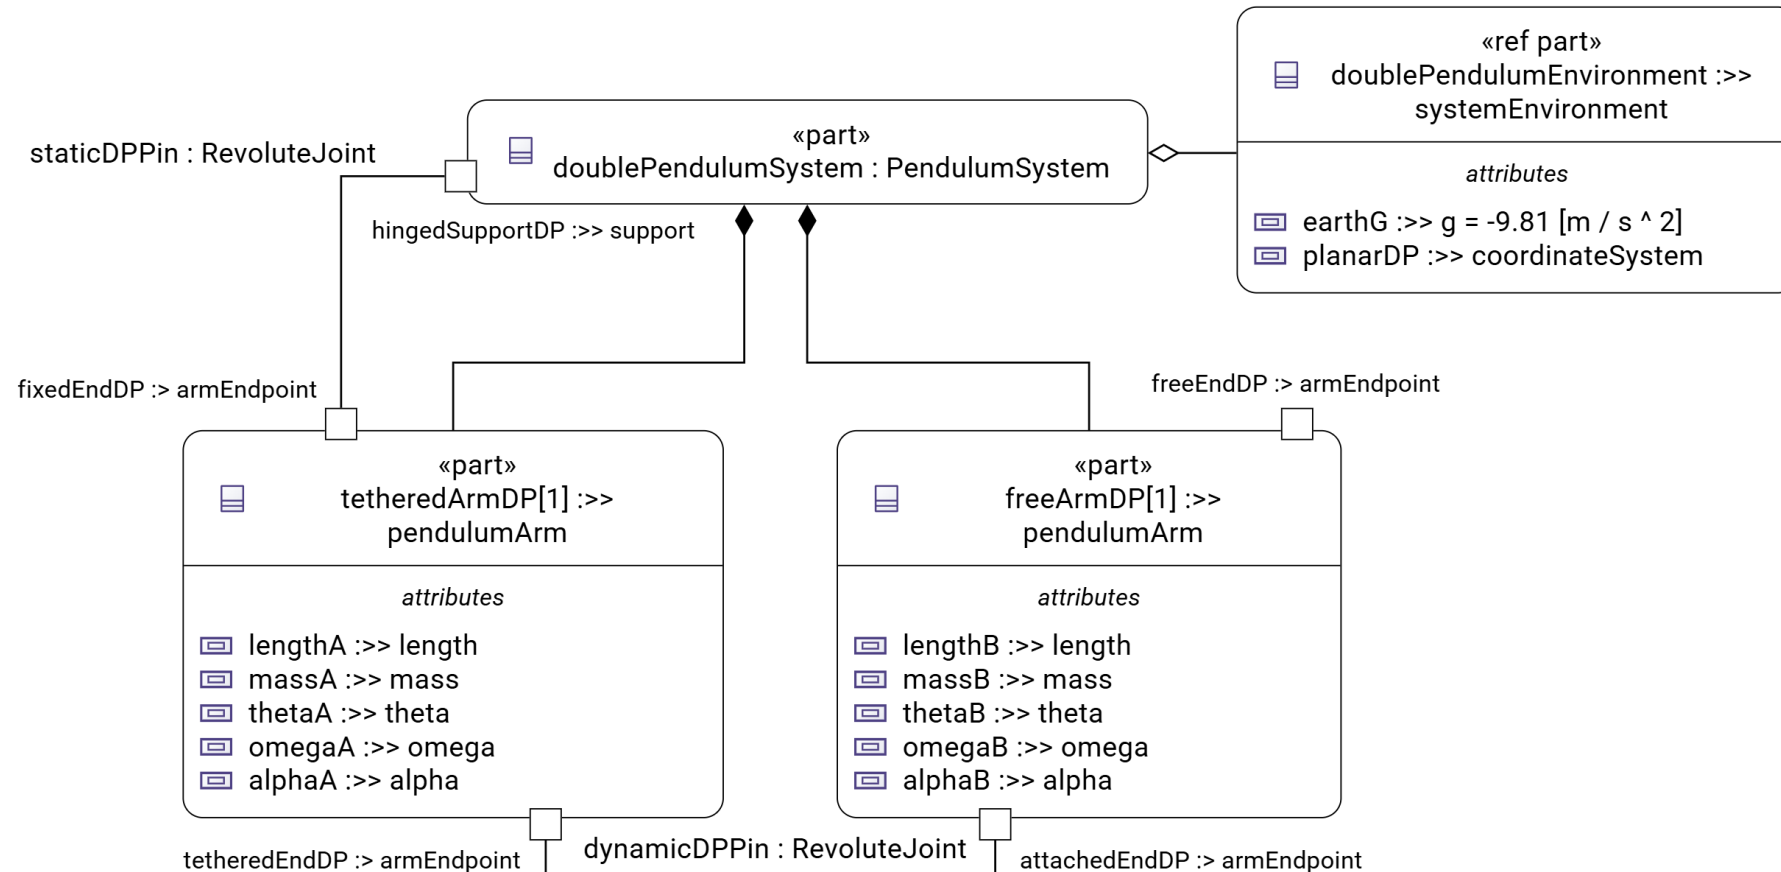 «ref part»
doublePendulumEnvironment :>>
systemEnvironment
attributes
earthG :>> g = -9.81 [m / s ^ 2]
planarDP :>> coordinateSystem
«part»
doublePendulumSystem : PendulumSystem
staticDPPin : RevoluteJoint
hingedSupportDP :>> support
fixedEndDP :> armEndpoint
freeEndDP :> armEndpoint
«part»
tetheredArmDP[1] :>>
pendulumArm
attributes
lengthA :>> length
massA :>> mass
thetaA :>> theta
omegaA :>> omega
alphaA :>> alpha
«part»
freeArmDP[1] :>>
pendulumArm
attributes
lengthB :>> length
massB :>> mass
thetaB :>> theta
omegaB :>> omega
alphaB :>> alpha
tetheredEndDP :> armEndpoint
dynamicDPPin : RevoluteJoint
attachedEndDP :> armEndpoint